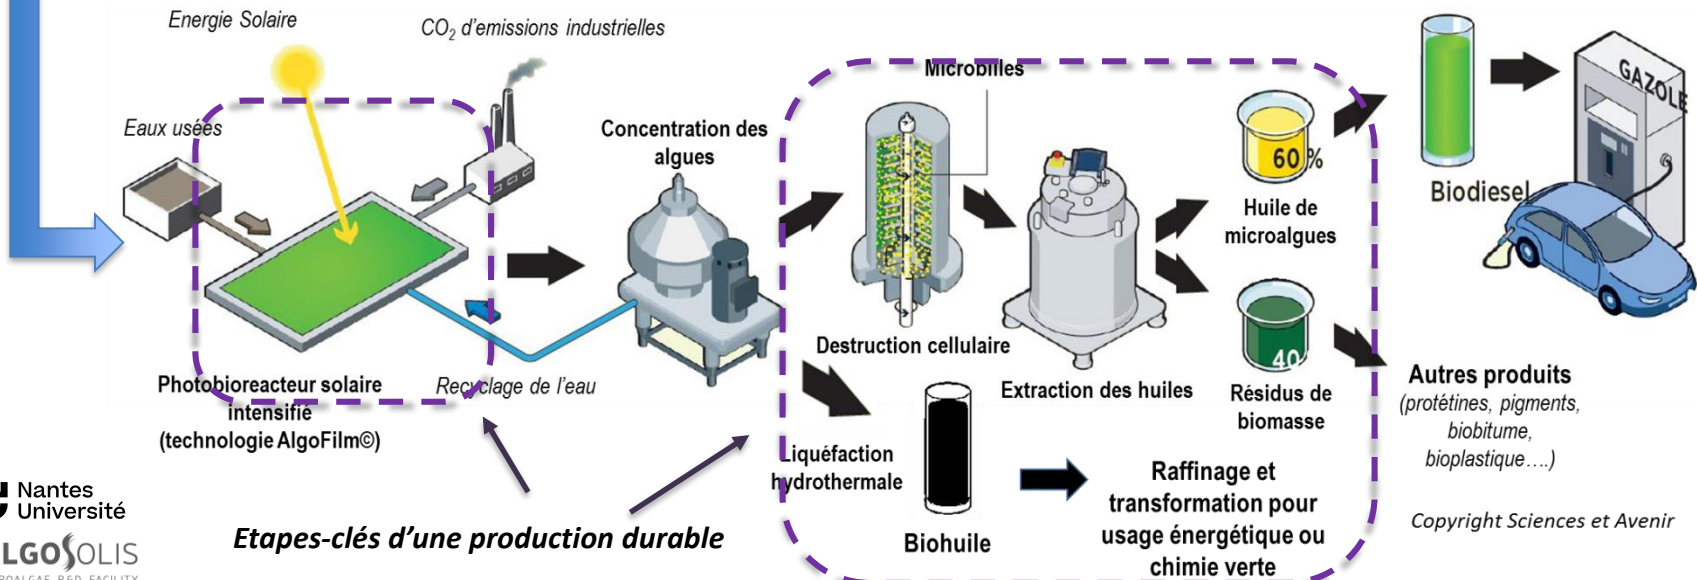 Energie Solaire
CO₂ d'emissions industrielles
Eaux usées
Photobioreacteur solaire
intensifié
(technologie AlgoFilm©)
Recyclage de l'eau
Concentration des
algues
Microbilles
Destruction cellulaire
Extraction des huiles
60 %
Huile de
microalgues
40
Résidus de
biomasse
Biodiesel
GAZOLE
Autres produits
(protétines, pigments,
biobitume,
bioplastique….)
Liquéfaction
hydrothermale
Biohuile
Raffinage et
transformation pour
usage énergétique ou
chimie verte
Etapes-clés d'une production durable
Copyright Sciences et Avenir
Nantes
Université
LGOSOLIS
ROALGAE R&D FACILITY